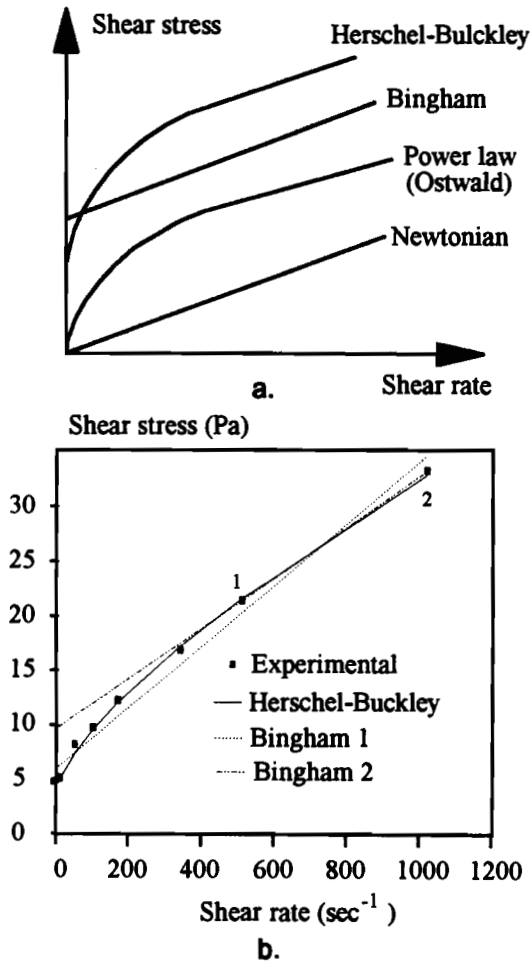 Shear stress
Herschel-Bulckley
Bingham
Power law
(Ostwald)
Newtonian
a.
Shear rate
Shear stress (Pa)
30
25
20
15
10
5
0
1
2
Experimental
Herschel-Buckley
Bingham 1
Bingham 2
0 200 400 600 800 1000 1200
Shear rate (sec⁻¹)
b.